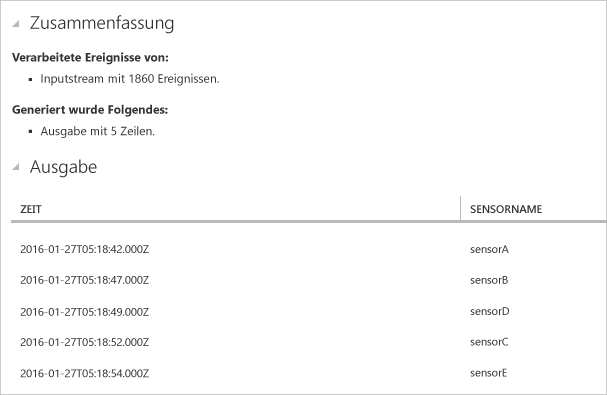 Zusammenfassung
Verarbeitete Ereignisse von:
▪ Inputstream mit 1860 Ereignissen.
Generiert wurde Folgendes:
▪ Ausgabe mit 5 Zeilen.
Ausgabe
ZEIT SENSORNAME
2016-01-27T05:18:42.000Z sensorA
2016-01-27T05:18:47.000Z sensorB
2016-01-27T05:18:49.000Z sensorD
2016-01-27T05:18:52.000Z sensorC
2016-01-27T05:18:54.000Z sensorE